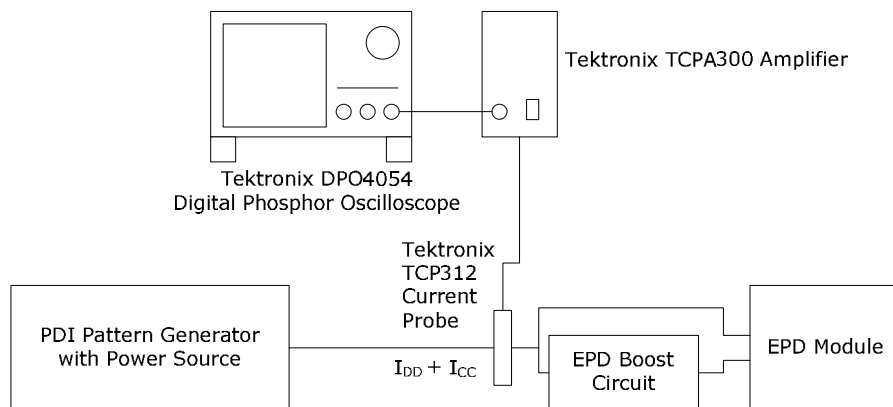 Tektronix TCPA300 Amplifier
Tektronix DPO4054
Digital Phosphor Oscilloscope
Tektronix
TCP312
Current
Probe
PDI Pattern Generator
with Power Source
IDD + ICC
EPD Boost
Circuit
EPD Module